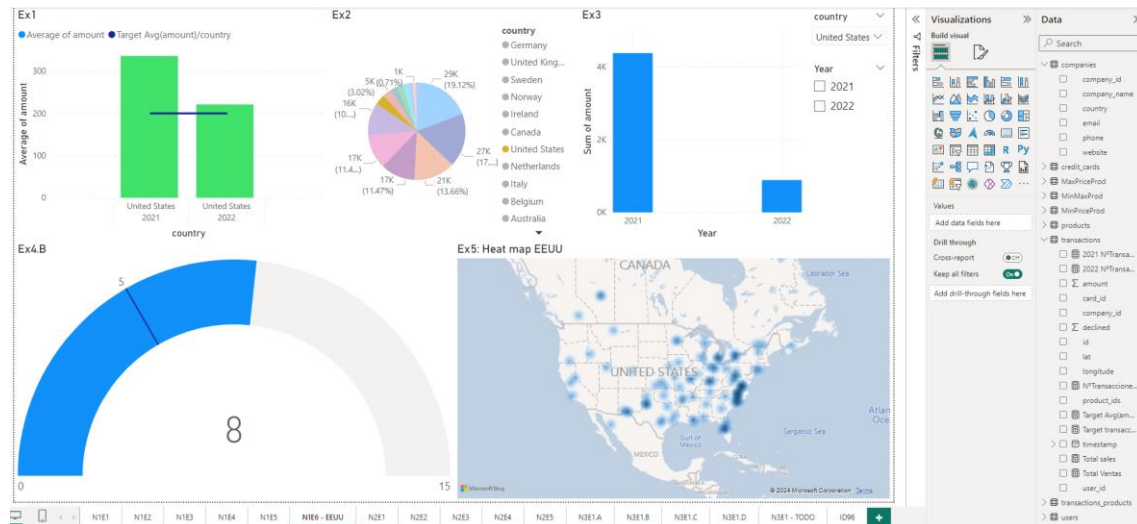 Ex1
Average of amount Target Avg(amount)/country
Average of amount
300
200
100
0
United States
2021
United States
2022
country
Ex2
1K
5K (0.71%)
(3.02%)
16K
(10....)
17K
(11.4...)
17K
(11.47%)
21K
(13.66%)
27K
(17....)
29K
(19.12%)
country
Germany
United King...
Sweden
Norway
Ireland
Canada
United States
Netherlands
Italy
Belgium
Australia
Ex3
Sum of amount
4K
2K
0K
2021
2022
Year
country
United States
Year
2021
2022
Ex4.B
5
8
0
15
Ex5: Heat map EEUU
CANADA
Labrador Sea
UNITED STATES
Atlan
Oce
Sargasso Sea
Gulf of
Mexico
MEXICO
CUBA
Microsoft Bing
© 2024 Microsoft Corporation Terms
N1E1
N1E2
N1E3
N1E4
N1E5
N1E6 - EEUU
N2E1
N2E2
N2E3
N2E4
N2E5
N3E1.A
N3E1.B
N3E1.C
N3E1.D
N3E1 - TODO
ID96
+
Filters
Visualizations
Build visual
R
Py
Values
Add data fields here
Drill through
Cross-report
Off
Keep all filters
On
Add drill-through fields here
Data
Search
companies
company_id
company_name
country
email
phone
website
credit_cards
MaxPriceProd
MinMaxProd
MinPriceProd
products
transactions
2021 NºTransa...
2022 NºTransa...
amount
card_id
company_id
declined
id
lat
longitude
NºTransaccione...
product_ids
Target Avg(am...
Target transacc...
timestamp
Total sales
Total Ventas
user_id
transactions_products
users